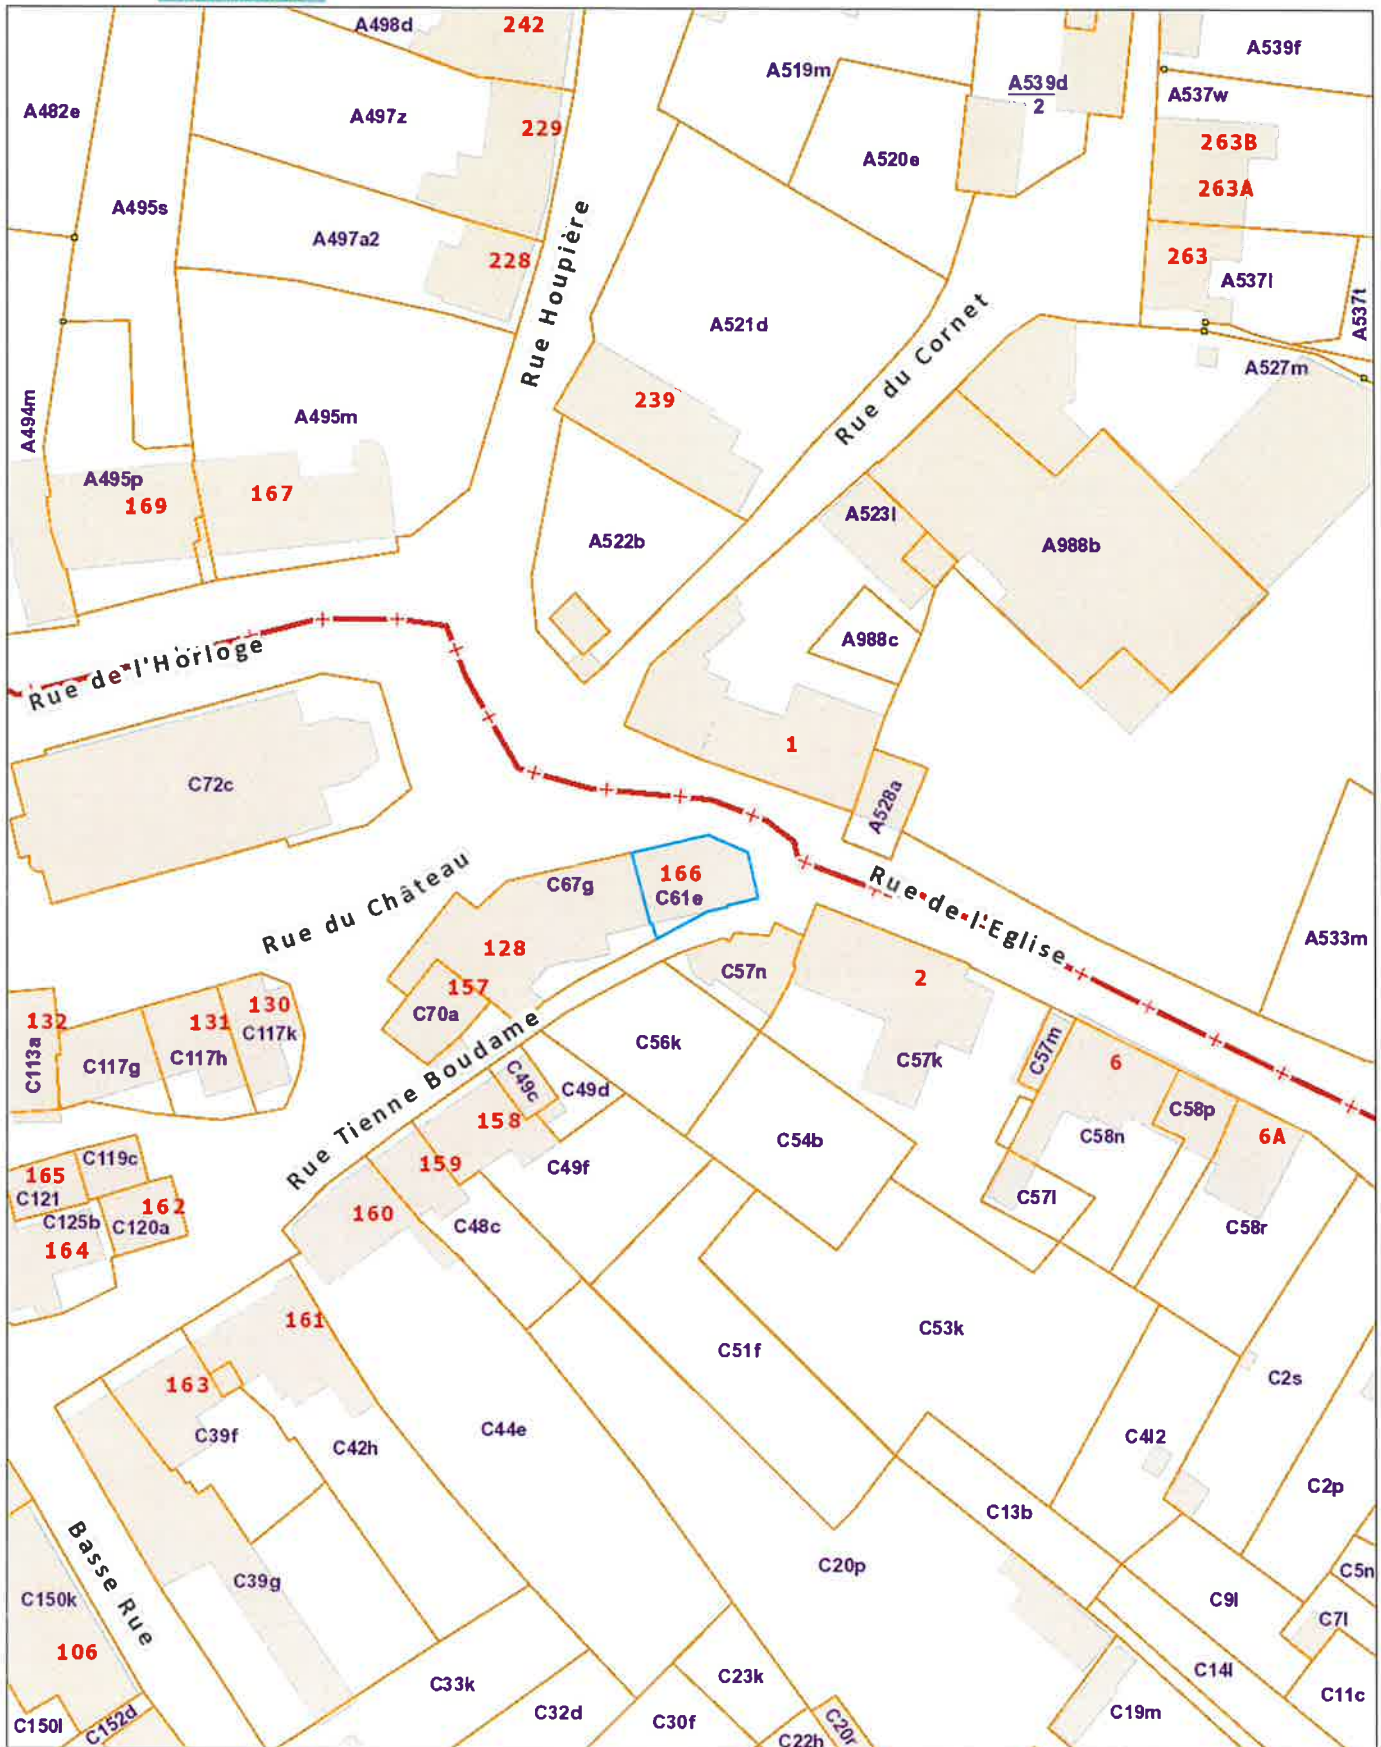 A498d
242
A519m
A539f
A539d
2
A482e
A497z
229
A537w
263B
A520e
263A
A495s
A497a2
228
Rue Houpière
263
A537l
A537t
A521d
Rue du Cornet
A527m
A494m
A495m
239
A495p
169
167
A523l
A522b
A988b
A988c
Rue de l'Horloge
1
C72c
A528a
Rue du Château
C67g
166
C61e
Rue de l'Eglise
A533m
128
C57n
2
157
C70a
132
131
130
C113a
C117g
C117h
C117k
Rue Tienne Boudame
C56k
C57k
C57m
6
C49c
C49d
158
C58p
6A
C54b
C58n
C119c
165
C121
159
C49f
C57l
162
C125b
C120a
160
C48c
C58r
164
161
C53k
C51f
163
C2s
C39f
C42h
C44e
C4l2
C2p
C13b
Basse Rue
C20p
C5n
C39g
C150k
C9l
C7l
106
C14l
C33k
C23k
C11c
C150l
C152d
C32d
C30f
C22h
C20r
C19m